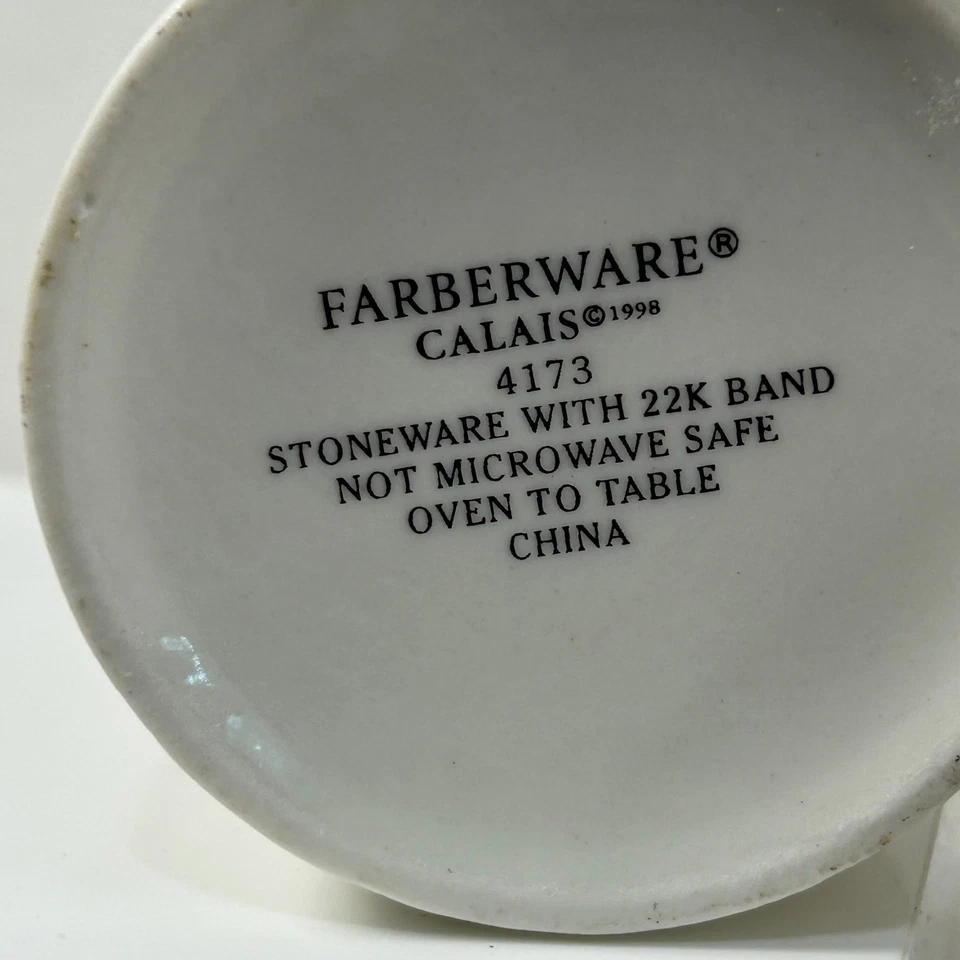 FARBERWARE®
CALAIS©1998
4173
STONEWARE WITH 22K BAND
NOT MICROWAVE SAFE
OVEN TO TABLE
CHINA